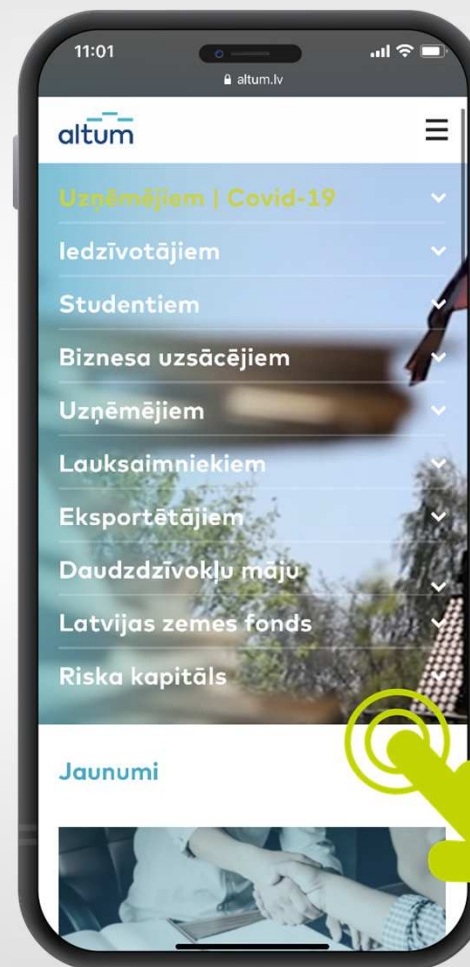 11:01
altum.lv
altum
Uzņēmējiem | Covid-19
Iedzīvotājiem
Studentiem
Biznesa uzsācējiem
Uzņēmējiem
Lauksaimniekiem
Eksportētājiem
Daudzdzīvokļu māju
Latvijas zemes fonds
Riska kapitāls
Jaunumi